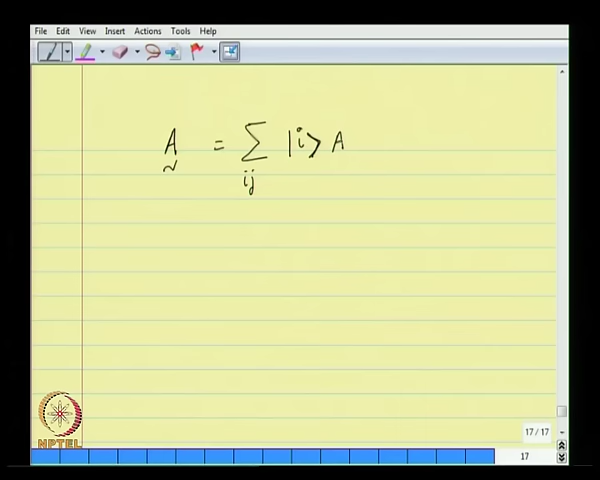 File Edit View Insert Actions Tools Help
A = ∑ |i> A
~
ij
17 / 17
NPTEL
17